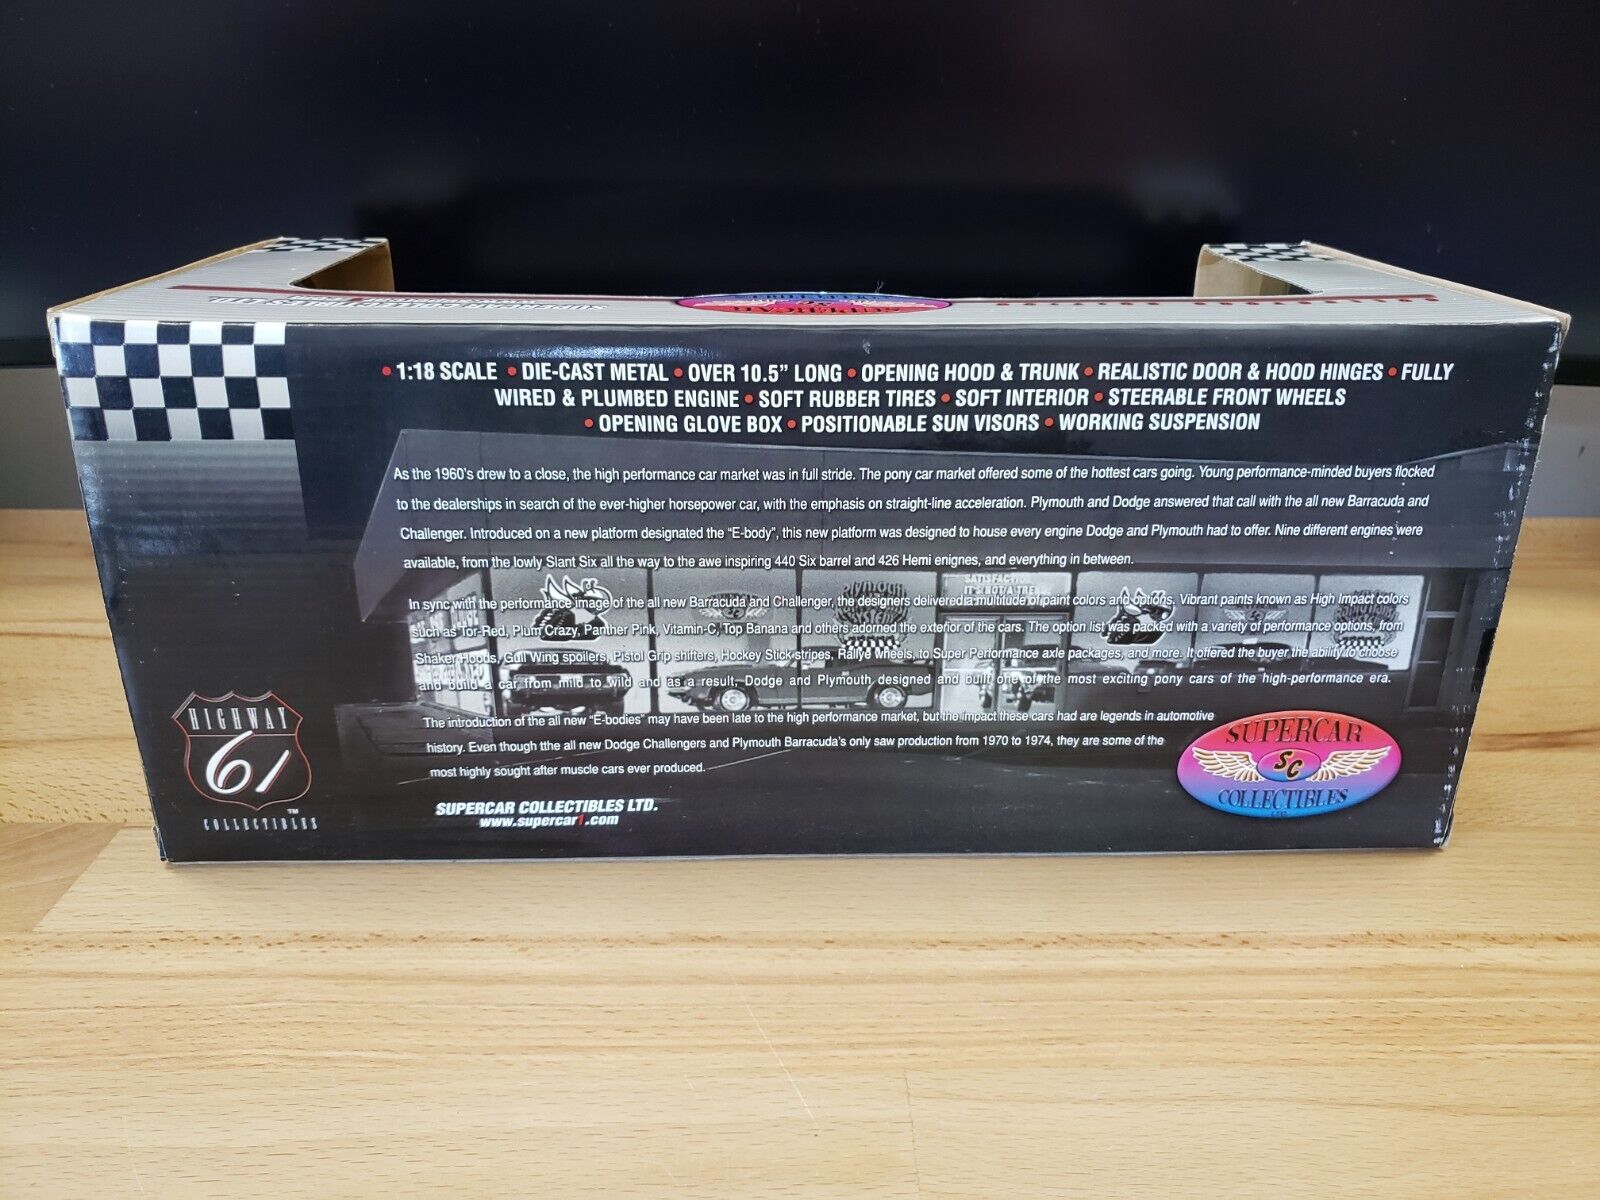 SUPERCAR
COLLECTIBLES
• 1:18 SCALE • DIE-CAST METAL • OVER 10.5” LONG • OPENING HOOD & TRUNK • REALISTIC DOOR & HOOD HINGES • FULLY
WIRED & PLUMBED ENGINE • SOFT RUBBER TIRES • SOFT INTERIOR • STEERABLE FRONT WHEELS
• OPENING GLOVE BOX • POSITIONABLE SUN VISORS • WORKING SUSPENSION
As the 1960's drew to a close, the high performance car market was in full stride. The pony car market offered some of the hottest cars going. Young performance-minded buyers flocked
to the dealerships in search of the ever-higher horsepower car, with the emphasis on straight-line acceleration. Plymouth and Dodge answered that call with the all new Barracuda and
Challenger. Introduced on a new platform designated the “E-body”, this new platform was designed to house every engine Dodge and Plymouth had to offer. Nine different engines were
available, from the lowly Slant Six all the way to the awe inspiring 440 Six barrel and 426 Hemi enignes, and everything in between.
SATISFACTION
In sync with the performance image of the all new Barracuda and Challenger, the designers delivered a multitude of paint colors and options. Vibrant paints known as High Impact colors
such as Tor-Red, Plum Crazy, Panther Pink, Vitamin-C, Top Banana and others adorned the exterior of the cars. The option list was packed with a variety of performance options, from
Shaker Hoods, Gull Wing spoilers, Pistol Grip shifters, Hockey Stick stripes, Rallye Wheels, to Super Performance axle packages, and more. It offered the buyer the ability to choose
and build a car from mild to wild and as a result, Dodge and Plymouth designed and built one of the most exciting pony cars of the high-performance era.
The introduction of the all new “E-bodies” may have been late to the high performance market, but the impact these cars had are legends in automotive
history. Even though tthe all new Dodge Challengers and Plymouth Barracuda's only saw production from 1970 to 1974, they are some of the
most highly sought after muscle cars ever produced.
SUPERCAR COLLECTIBLES LTD.
www.supercar1.com
HIGHWAY
61
TM
COLLECTIBLES
SUPERCAR
SC
COLLECTIBLES
LTD